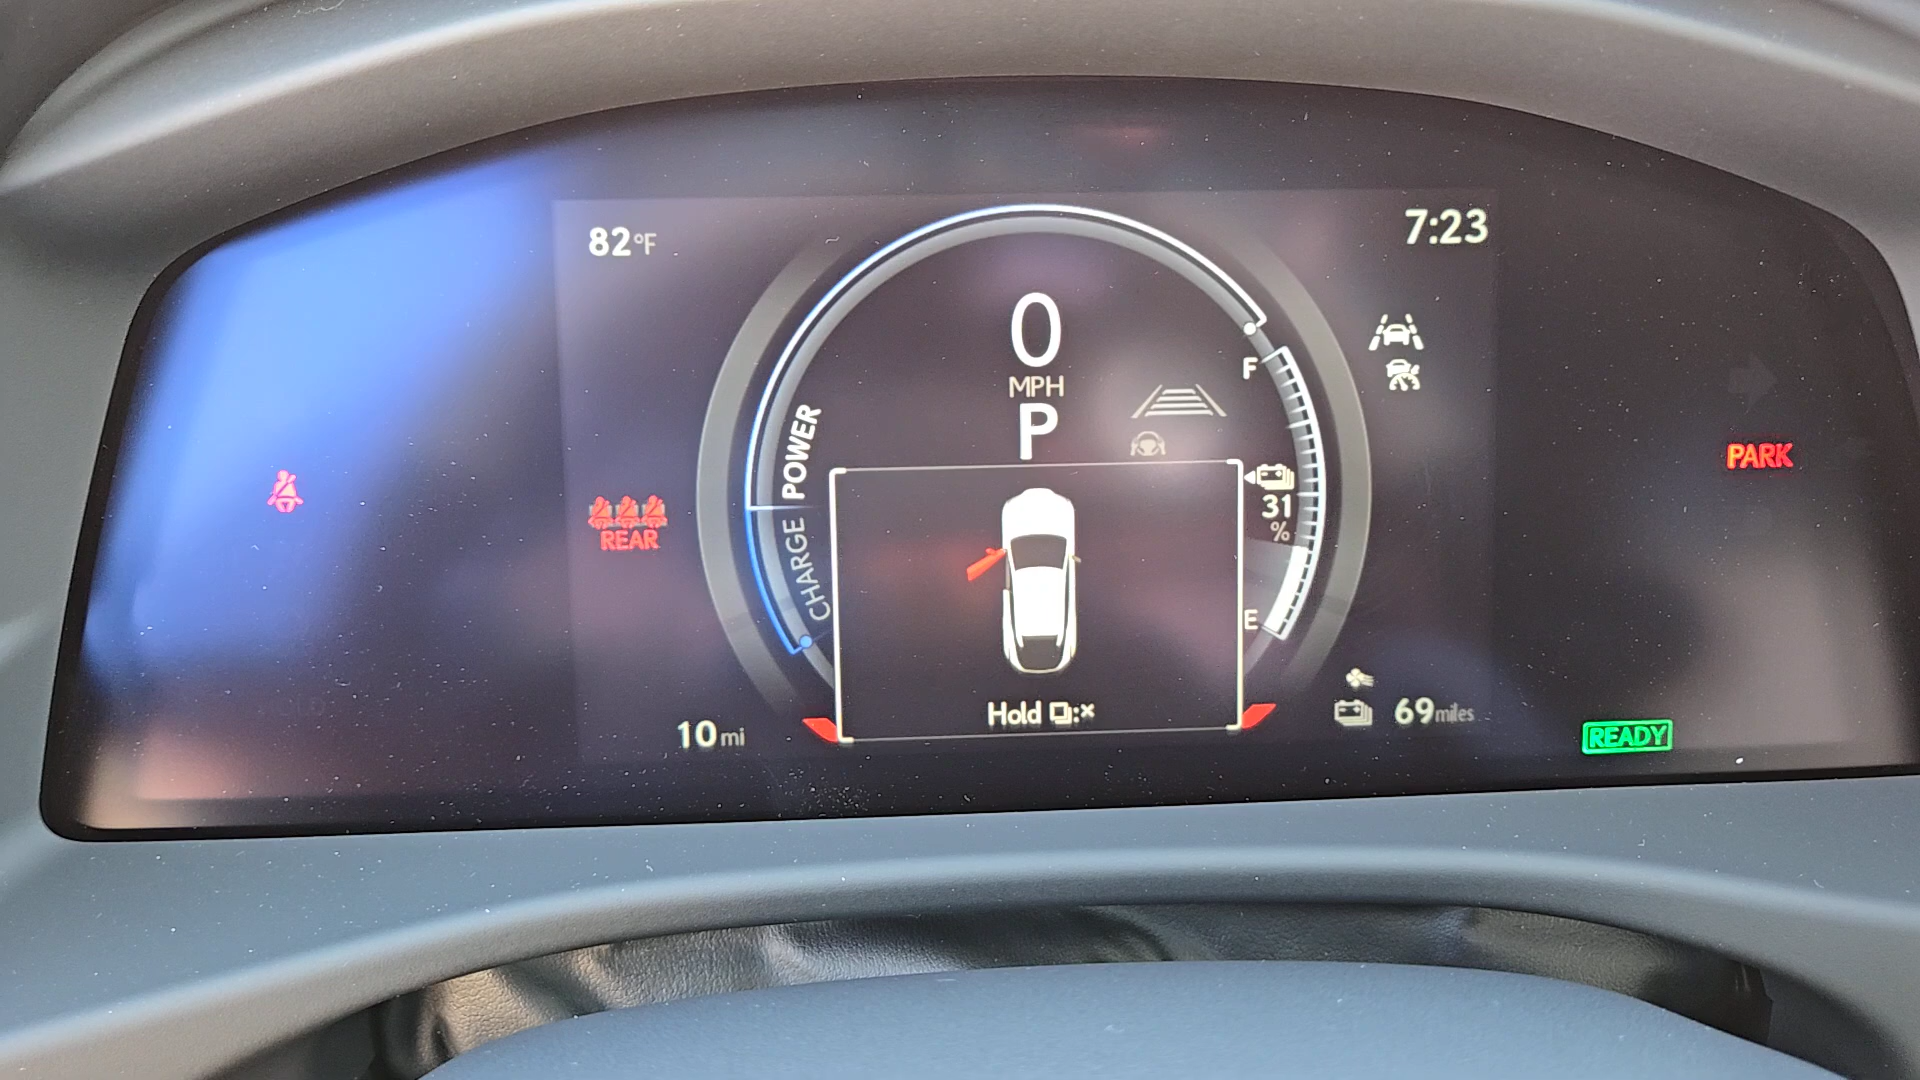 82°F
7:23
0
MPH
P
F
POWER
CHARGE
31
%
E
REAR
PARK
Hold :×
10 mi
69 miles
READY